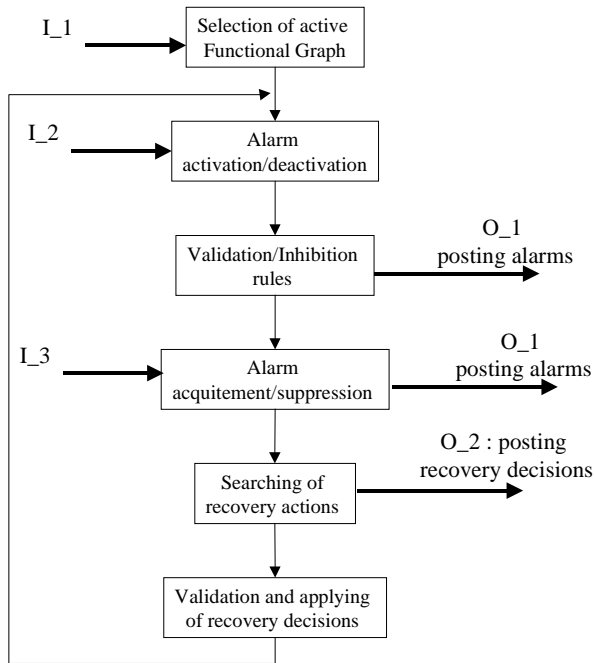 I_1
Selection of active
Functional Graph
I_2
Alarm
activation/deactivation
Validation/Inhibition
rules
O_1
posting alarms
I_3
Alarm
acquitement/suppression
O_1
posting alarms
Searching of
recovery actions
O_2 : posting
recovery decisions
Validation and applying
of recovery decisions